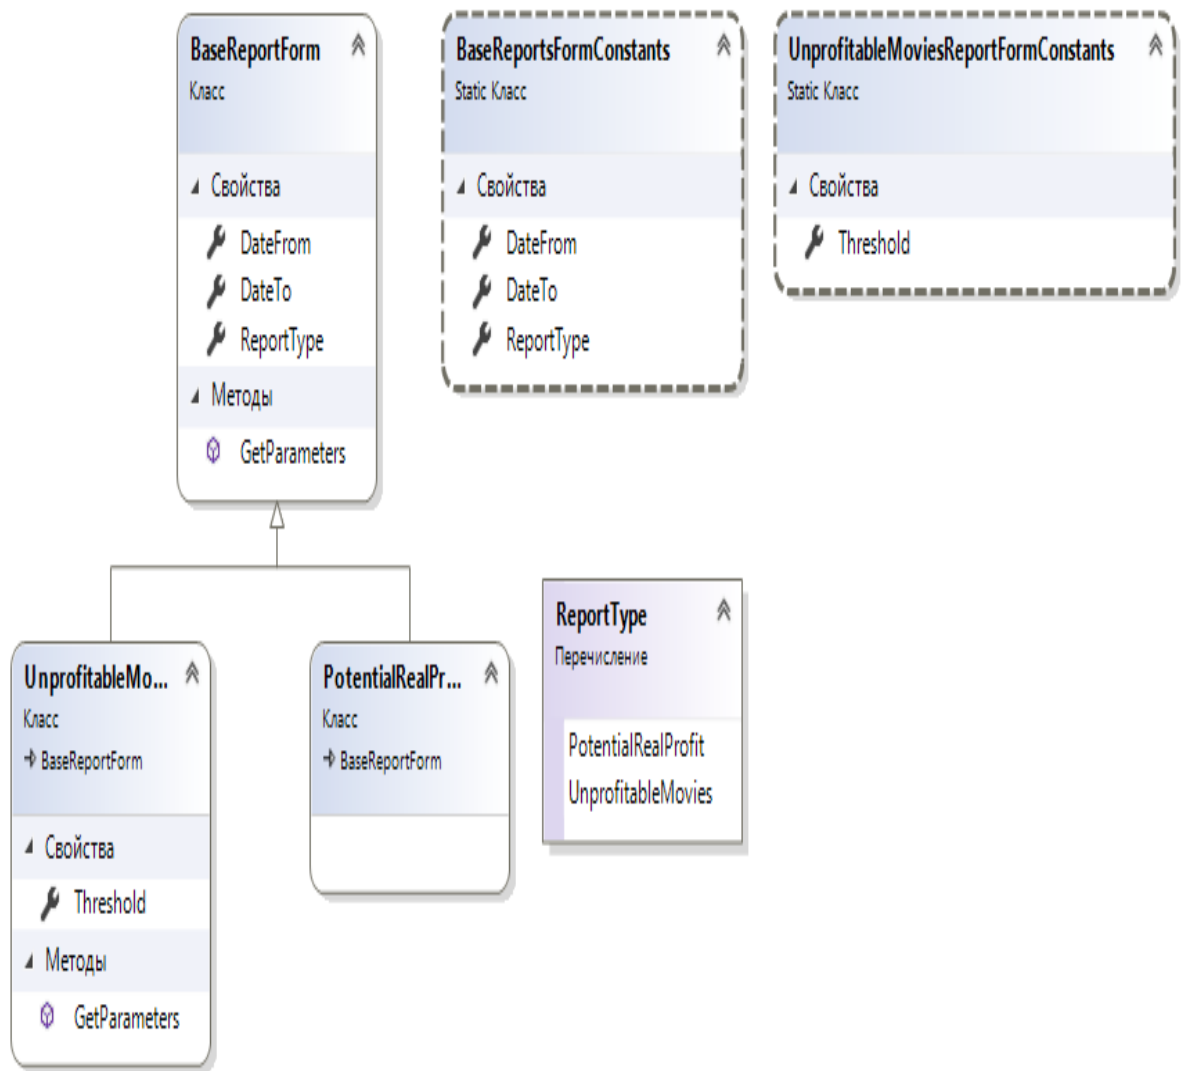 BaseReportForm
Класс
Свойства
DateFrom
DateTo
ReportType
Методы
GetParameters
BaseReportsFormConstants
Static Класс
Свойства
DateFrom
DateTo
ReportType
UnprofitableMoviesReportFormConstants
Static Класс
Свойства
Threshold
UnprofitableMo...
Класс
BaseReportForm
Свойства
Threshold
Методы
GetParameters
PotentialRealPr...
Класс
BaseReportForm
ReportType
Перечисление
PotentialRealProfit
UnprofitableMovies